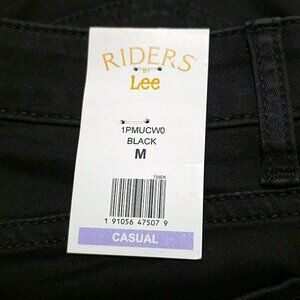 RIDERS
BY
Lee
1PMUCW0
BLACK
M
1 91056 47507 9
CASUAL